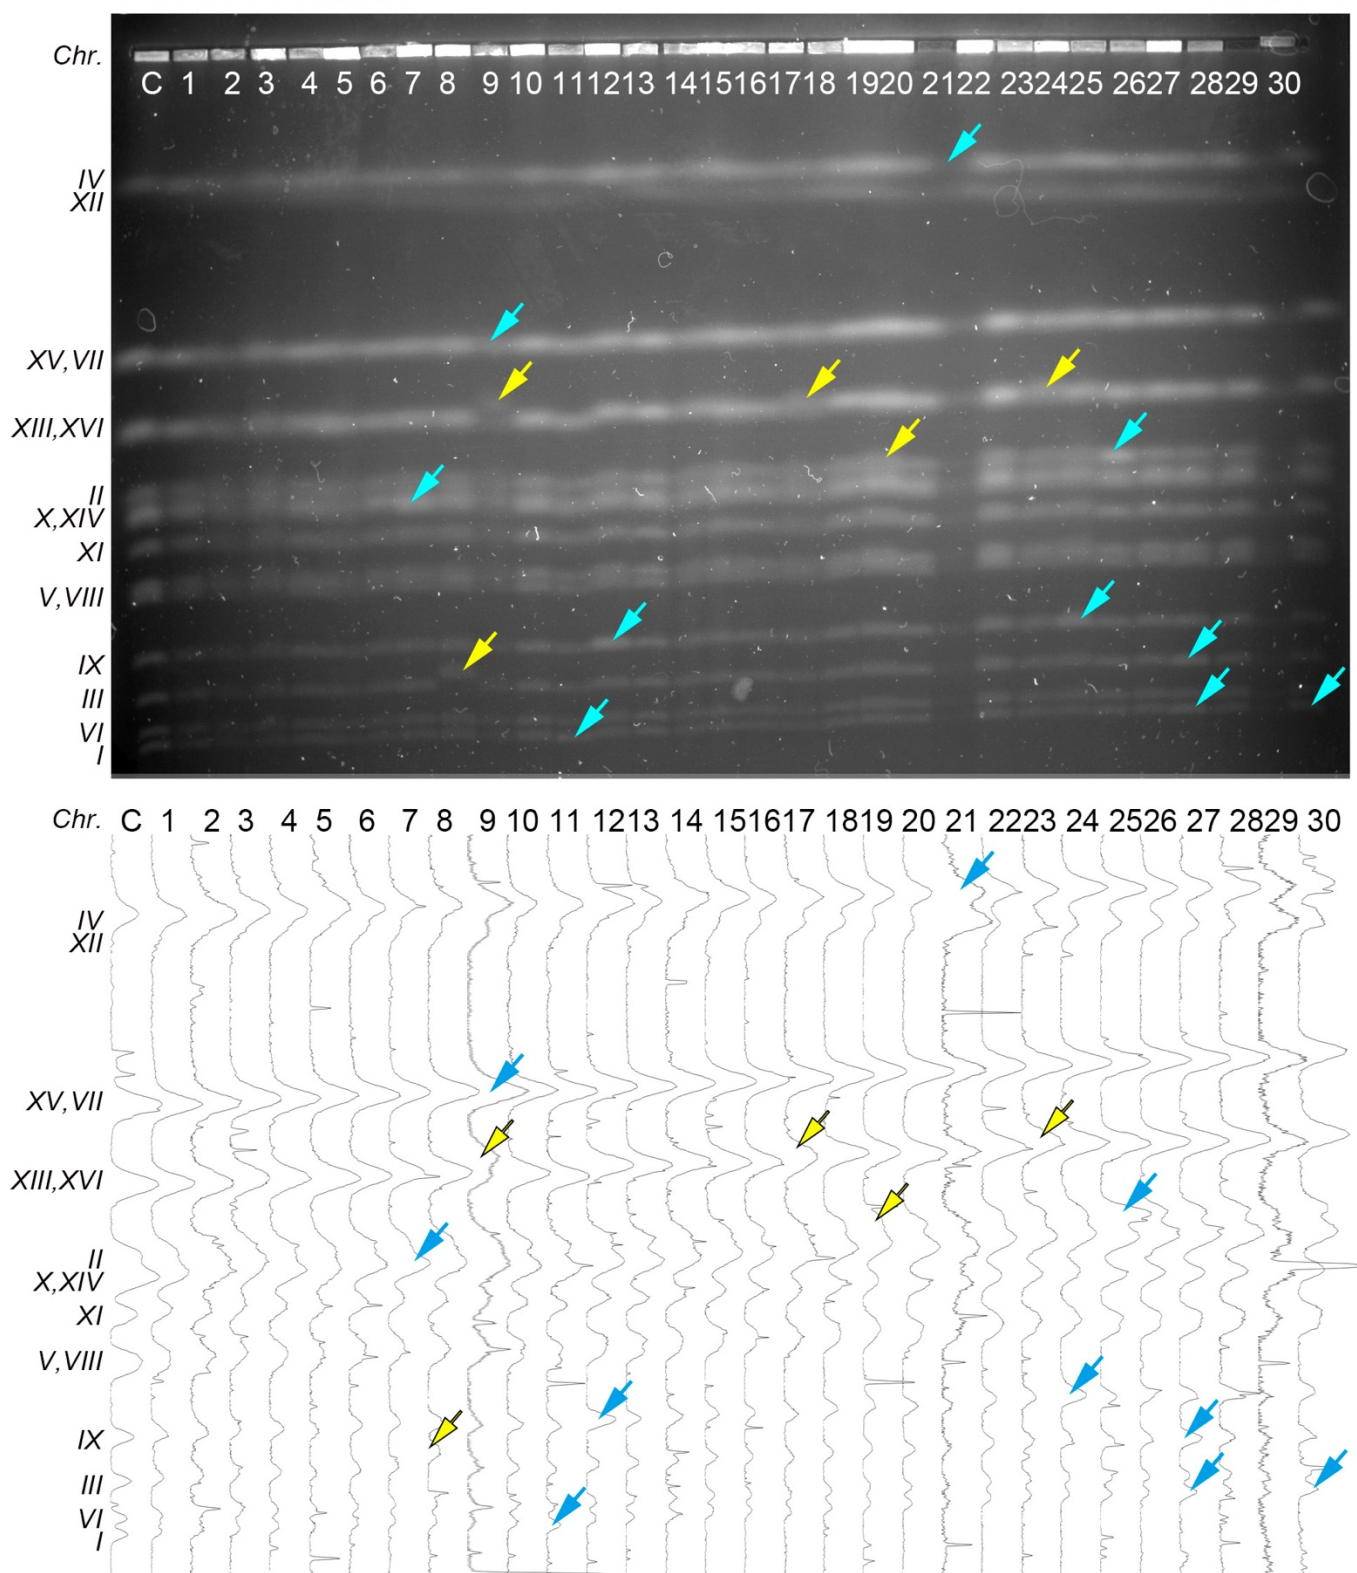 Chr.
C 1 2 3 4 5 6 7 8 9 10 11 12 13 14 15 16 17 18 19 20 21 22 23 24 25 26 27 28 29 30
IV
XII
XV,VII
XIII,XVI
II
X,XIV
XI
V,VIII
IX
III
VI
I
Chr.
C 1 2 3 4 5 6 7 8 9 10 11 12 13 14 15 16 17 18 19 20 21 22 23 24 25 26 27 28 29 30
IV
XII
XV,VII
XIII,XVI
II
X,XIV
XI
V,VIII
IX
III
VI
I